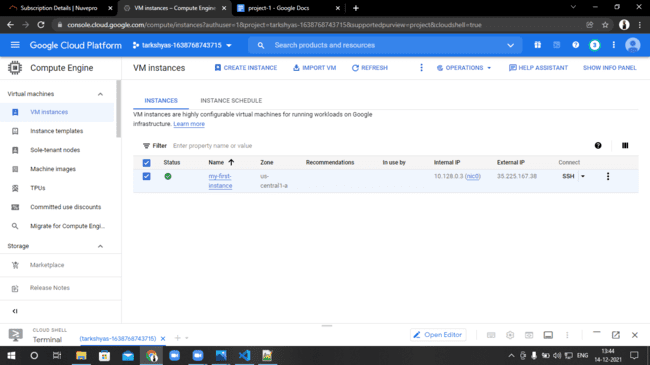 Subscription Details | Nuvepro
VM instances – Compute Engine
project-1 - Google Docs
console.cloud.google.com/compute/instances?authuser=1&project=tarkshyas-1638768743715&supportedpurview=project&cloudshell=true
Google Cloud Platform
tarkshyas-1638768743715
Search products and resources
3
Compute Engine
VM instances
CREATE INSTANCE
IMPORT VM
REFRESH
OPERATIONS
HELP ASSISTANT
SHOW INFO PANEL
Virtual machines
VM instances
Instance templates
Sole-tenant nodes
Machine images
TPUs
Committed use discounts
Migrate for Compute Engi...
Storage
Marketplace
Release Notes
INSTANCES
INSTANCE SCHEDULE
VM instances are highly configurable virtual machines for running workloads on Google
infrastructure. Learn more
Filter Enter property name or value
Status Name Zone Recommendations In use by Internal IP External IP Connect
my-first-
instance
us-
central1-a
10.128.0.3 (nic0)
35.225.167.38
SSH
CLOUD SHELL
Terminal
(tarkshyas-1638768743715)
Open Editor
ENG
13:44
14-12-2021